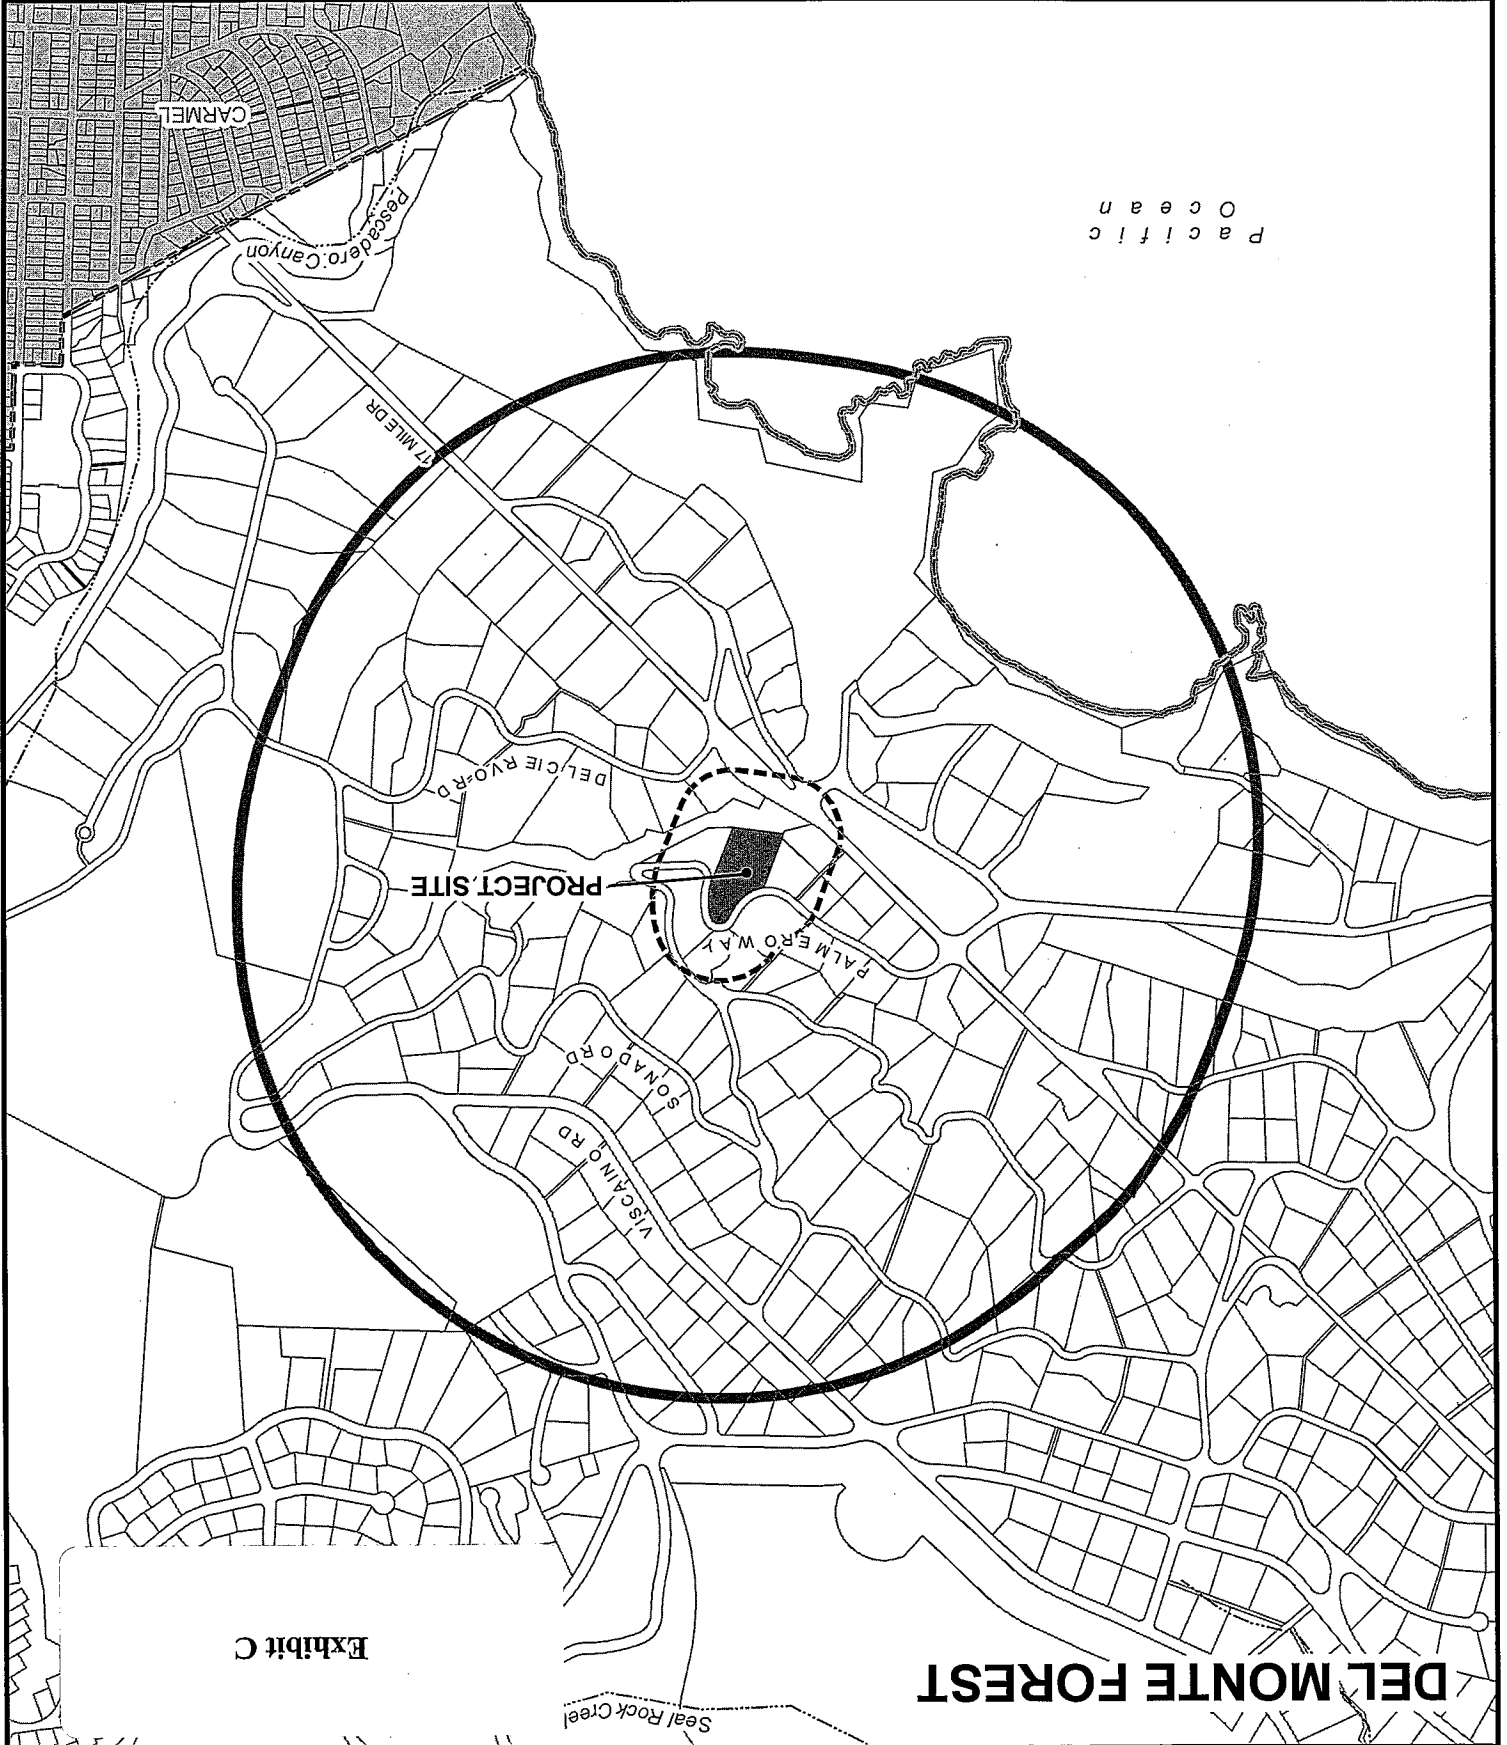 DEL MONTE FOREST
Seal Rock Creel
Exhibit C
VISCAINO RD
SONADO RD
PALMERO WAY
PROJECT SITE
DEL CIERVO RD
17 MILE DR
Pescadero Canyon
Pacific
Ocean
CARMEL